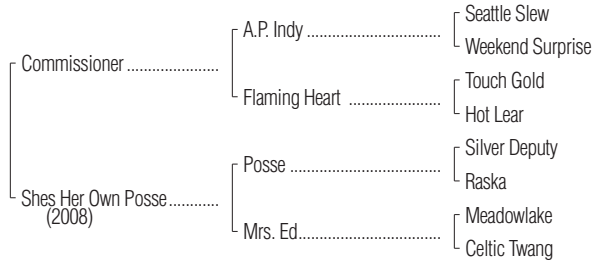 Seattle Slew
A.P. Indy ..............................
Weekend Surprise
Commissioner .....................
Touch Gold
Flaming Heart .....................
Hot Lear
Silver Deputy
Posse ..................................
Raska
Shes Her Own Posse ...........
(2008)
Meadowlake
Mrs. Ed ................................
Celtic Twang